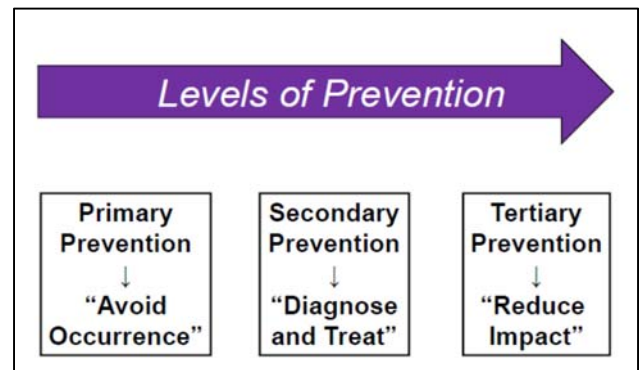 Levels of Prevention
Primary
Prevention
↓
“Avoid
Occurrence”
Secondary
Prevention
↓
“Diagnose
and Treat”
Tertiary
Prevention
↓
“Reduce
Impact”